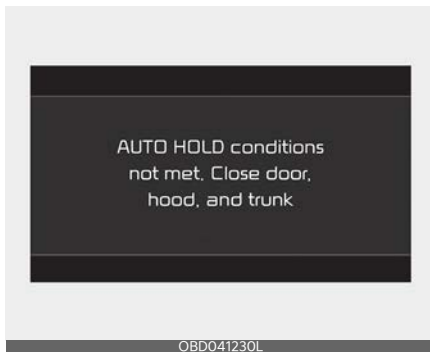 AUTO HOLD conditions
not met. Close door,
hood, and trunk
OBD041230L